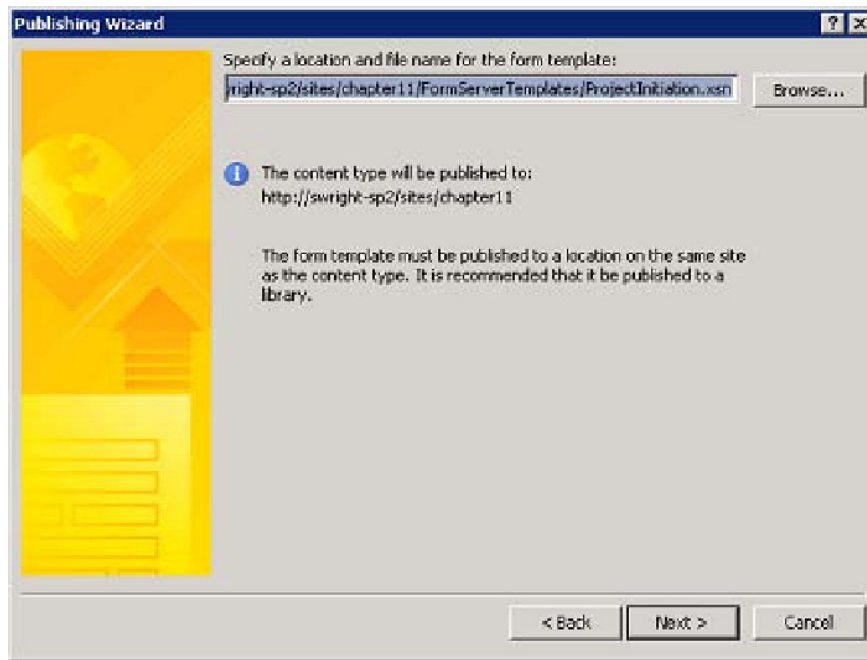 Publishing Wizard
Specify a location and file name for the form template:
right-sp2/sites/chapter11/FormServerTemplates/ProjectInitiation.xsn
Browse...
The content type will be published to:
http://swright-sp2/sites/chapter11
The form template must be published to a location on the same site
as the content type. It is recommended that it be published to a
library.
< Back
Next >
Cancel